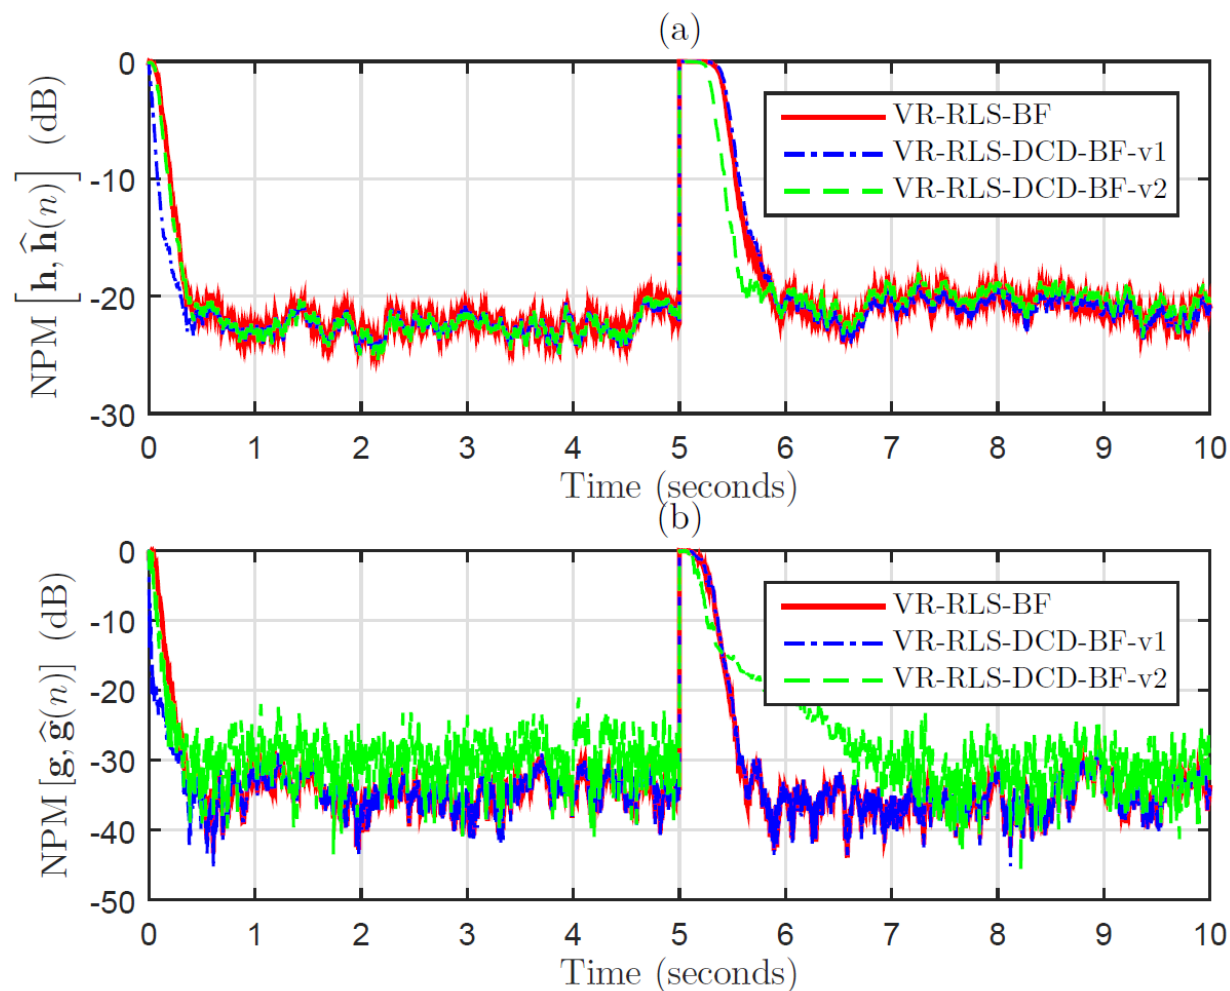 (a)
NPM [h, ĥ(n)] (dB)
0
-10
-20
-30
VR-RLS-BF
VR-RLS-DCD-BF-v1
VR-RLS-DCD-BF-v2
0 1 2 3 4 5 6 7 8 9 10
Time (seconds)
(b)
NPM [g, ĝ(n)] (dB)
0
-10
-20
-30
-40
-50
VR-RLS-BF
VR-RLS-DCD-BF-v1
VR-RLS-DCD-BF-v2
0 1 2 3 4 5 6 7 8 9 10
Time (seconds)